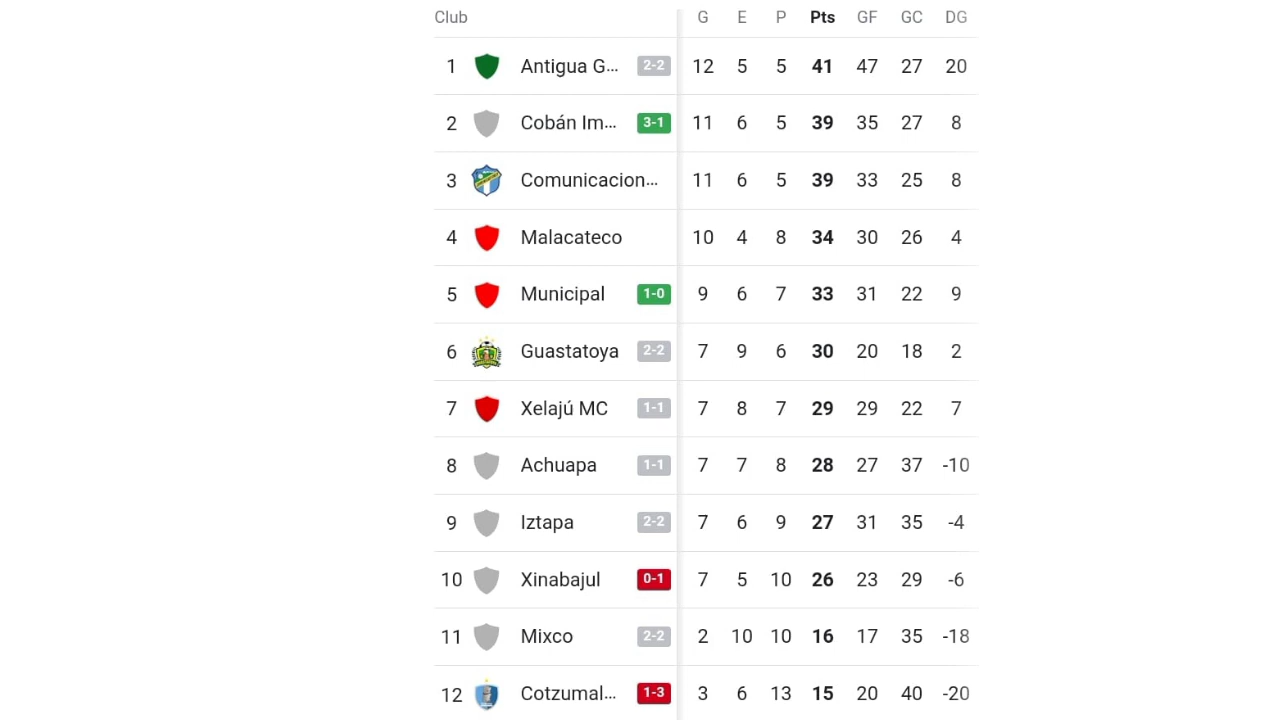 Club G E P Pts GF GC DG
1 Antigua G... 2-2 12 5 5 41 47 27 20
2 Cobán Im... 3-1 11 6 5 39 35 27 8
3 Comunicacion... 11 6 5 39 33 25 8
4 Malacateco 10 4 8 34 30 26 4
5 Municipal 1-0 9 6 7 33 31 22 9
6 Guastatoya 2-2 7 9 6 30 20 18 2
7 Xelajú MC 1-1 7 8 7 29 29 22 7
8 Achuapa 1-1 7 7 8 28 27 37 -10
9 Iztapa 2-2 7 6 9 27 31 35 -4
10 Xinabajul 0-1 7 5 10 26 23 29 -6
11 Mixco 2-2 2 10 10 16 17 35 -18
12 Cotzumal... 1-3 3 6 13 15 20 40 -20